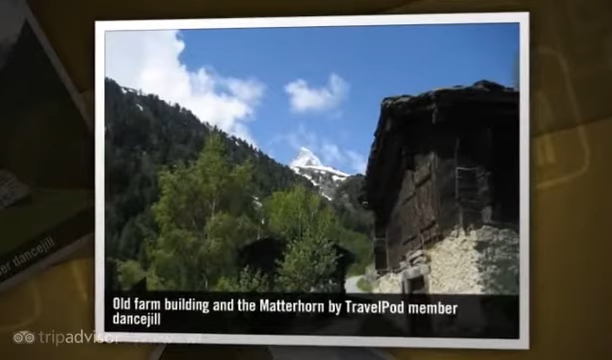 Old farm building and the Matterhorn by TravelPod member
dancejill
er dancejill
tripadvisor